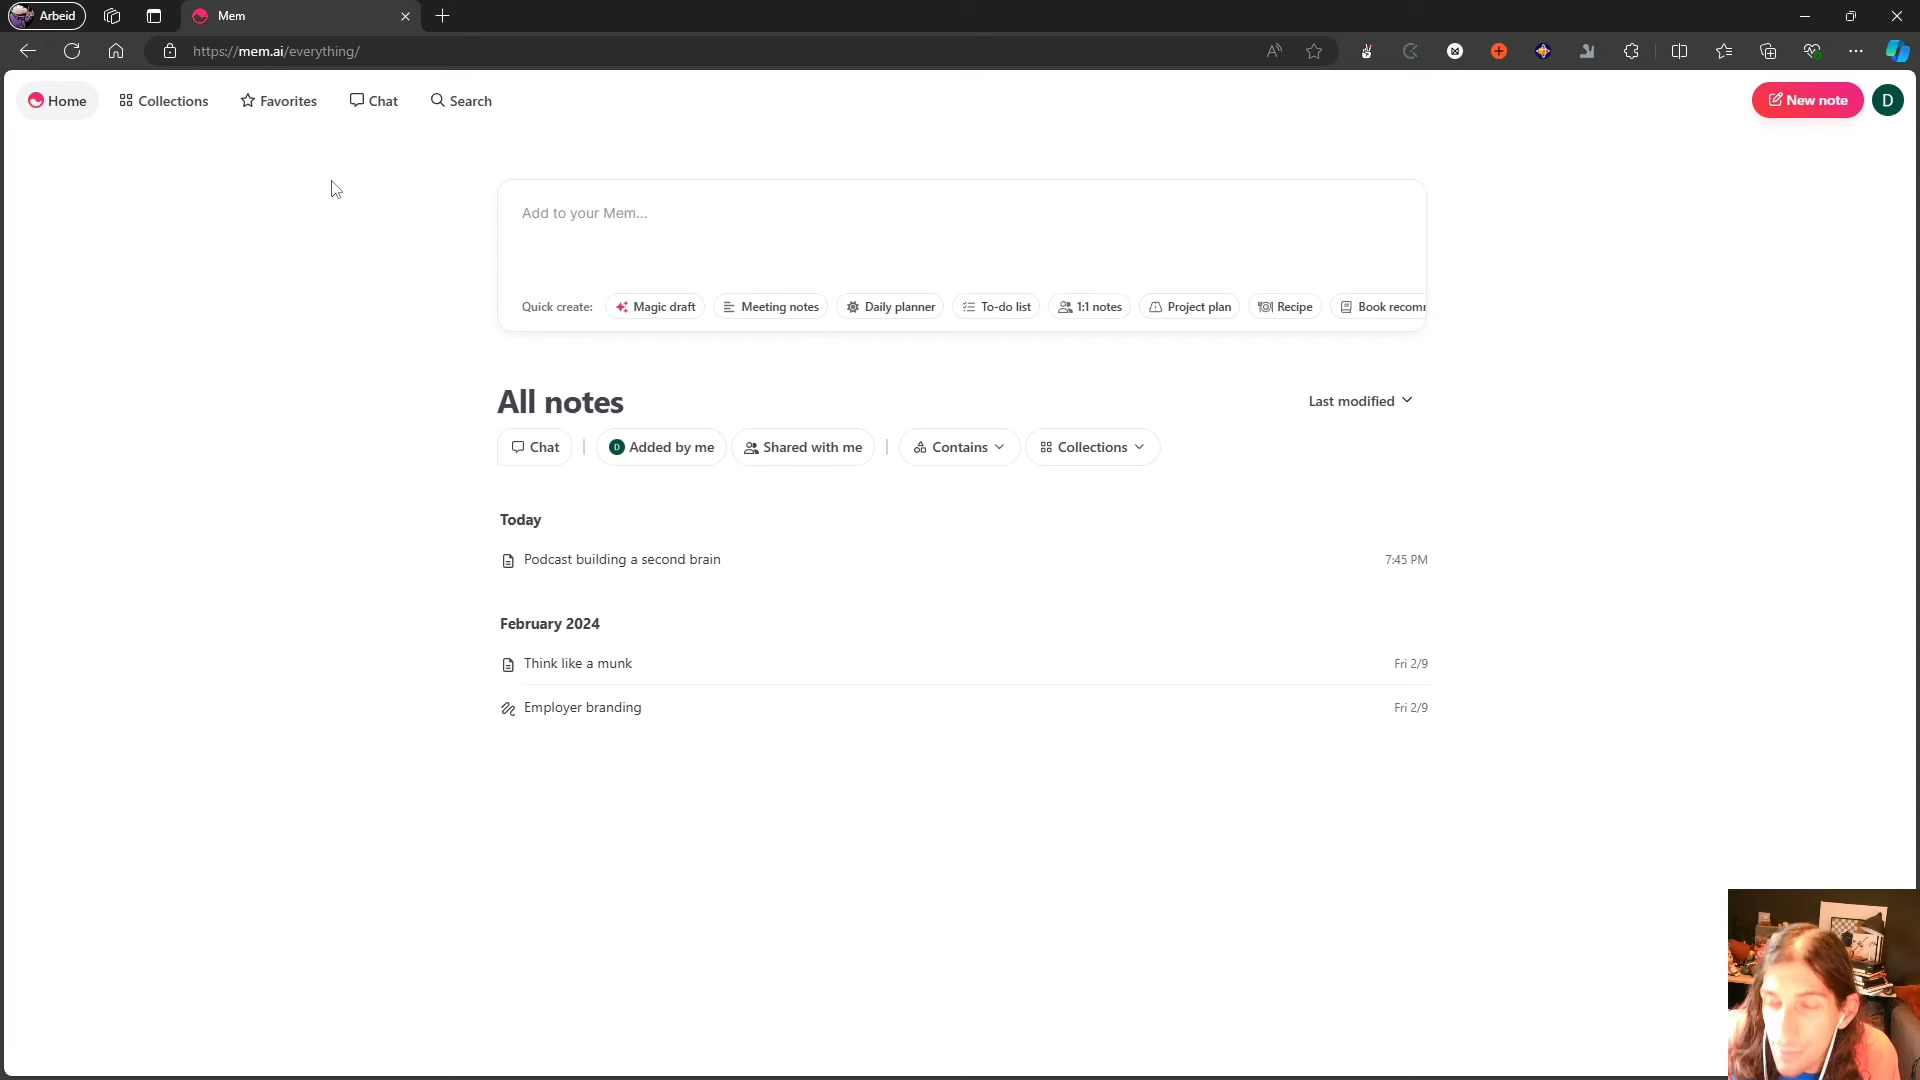 Arbeid
Mem
https://mem.ai/everything/
Home
Collections
Favorites
Chat
Search
New note
D
Add to your Mem...
Quick create:
Magic draft
Meeting notes
Daily planner
To-do list
1:1 notes
Project plan
Recipe
Book recomm
All notes
Last modified
Chat
D
Added by me
Shared with me
Contains
Collections
Today
Podcast building a second brain
7:45 PM
February 2024
Think like a munk
Fri 2/9
Employer branding
Fri 2/9